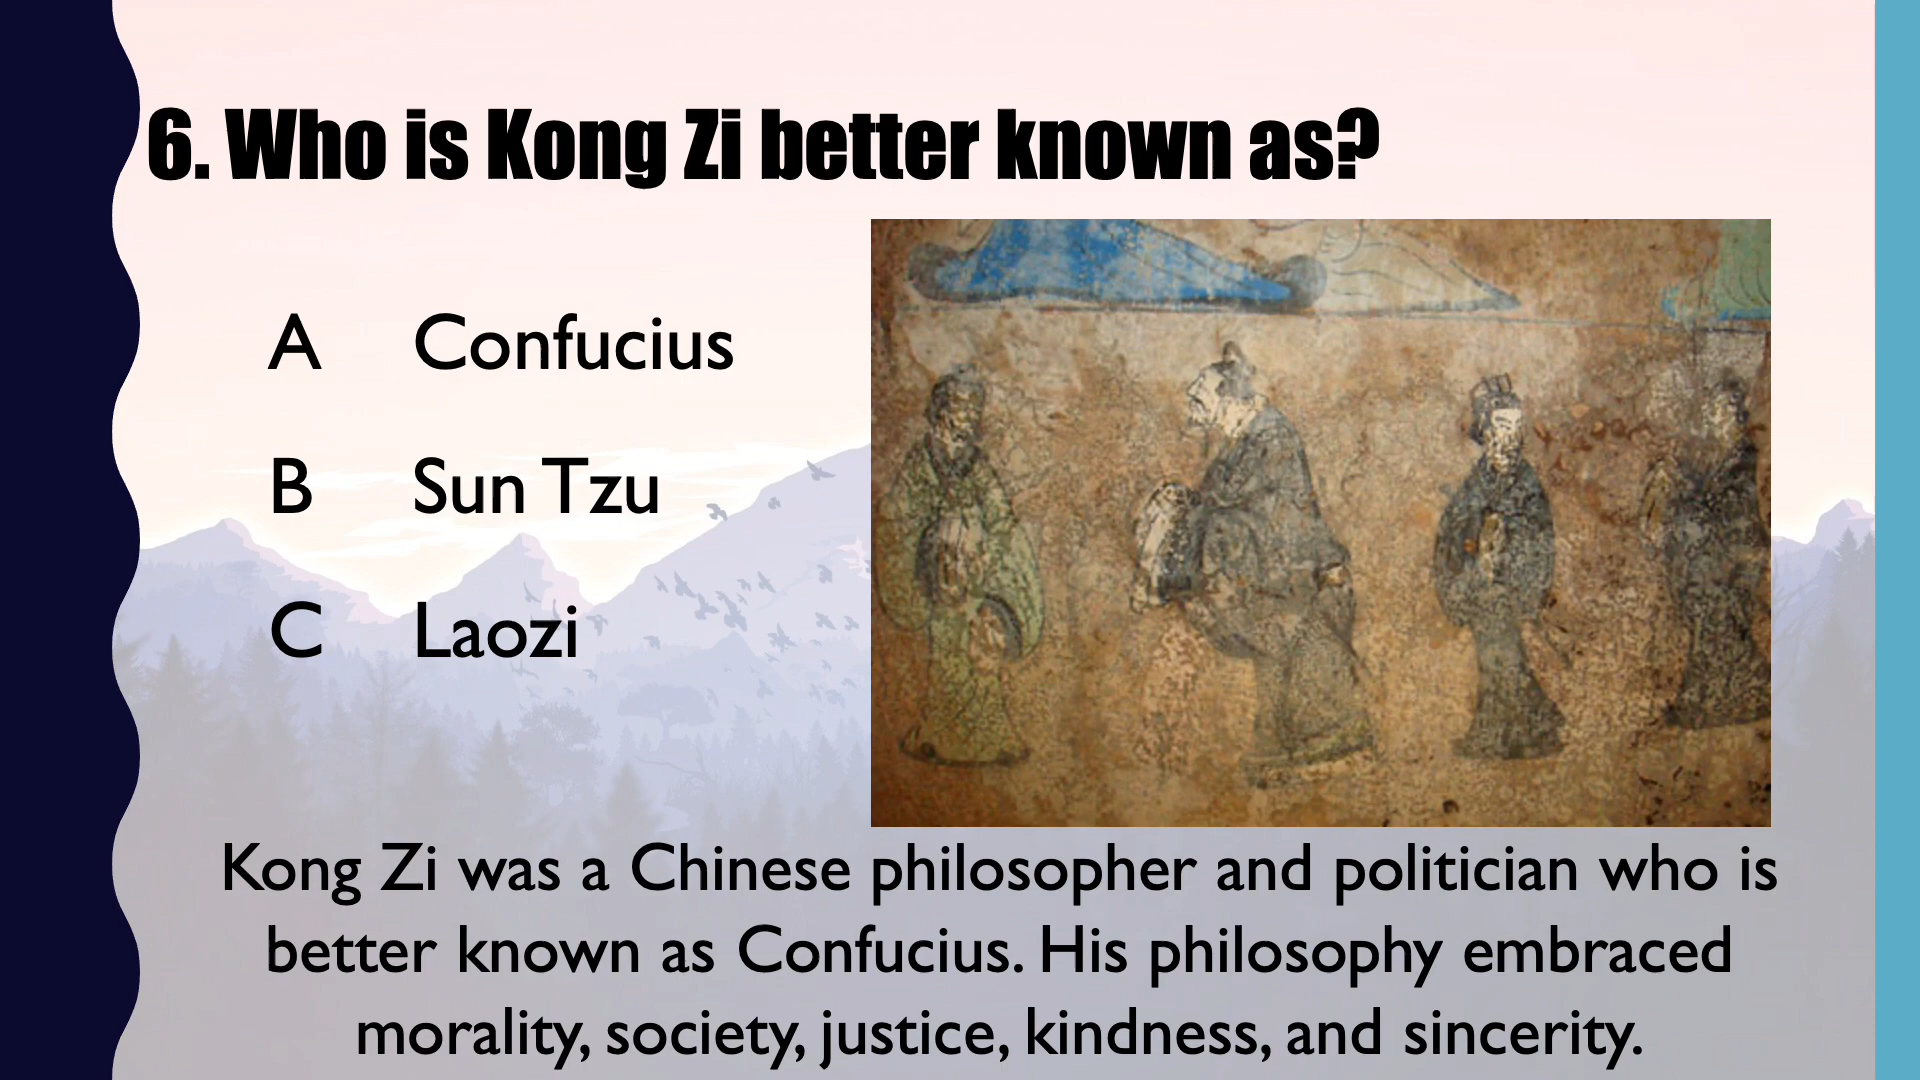 6. Who is Kong Zi better known as?
A Confucius
B Sun Tzu
C Laozi
Kong Zi was a Chinese philosopher and politician who is
better known as Confucius. His philosophy embraced
morality, society, justice, kindness, and sincerity.